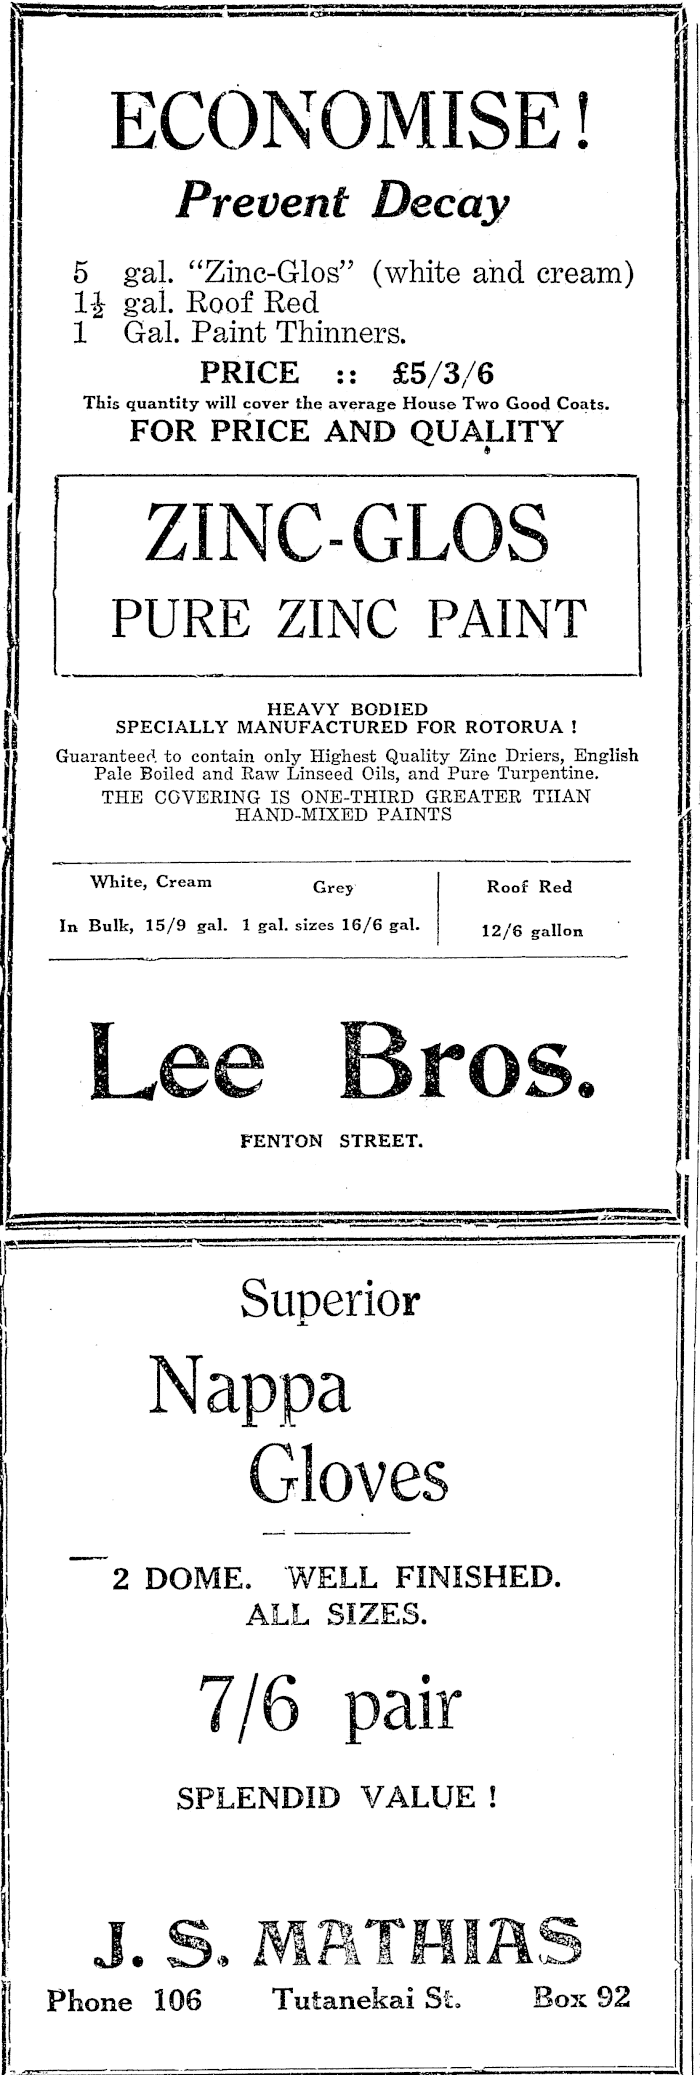 ECONOMISE!
Prevent Decay
5 gal. “Zinc-Glos” (white and cream)
1½ gal. Roof Red
1 Gal. Paint Thinners.
PRICE :: £5/3/6
This quantity will cover the average House Two Good Coats.
FOR PRICE AND QUALITY
ZINC-GLOS
PURE ZINC PAINT
HEAVY BODIED
SPECIALLY MANUFACTURED FOR ROTORUA !
Guaranteed to contain only Highest Quality Zinc Driers, English
Pale Boiled and Raw Linseed Oils, and Pure Turpentine.
THE COVERING IS ONE-THIRD GREATER THAN
HAND-MIXED PAINTS
White, Cream Grey Roof Red
In Bulk, 15/9 gal. 1 gal. sizes 16/6 gal. 12/6 gallon
Lee Bros.
FENTON STREET.
Superior
Nappa
Gloves
2 DOME. WELL FINISHED.
ALL SIZES.
7/6 pair
SPLENDID VALUE !
J. S. MATHIAS
Phone 106 Tutanekai St. Box 92